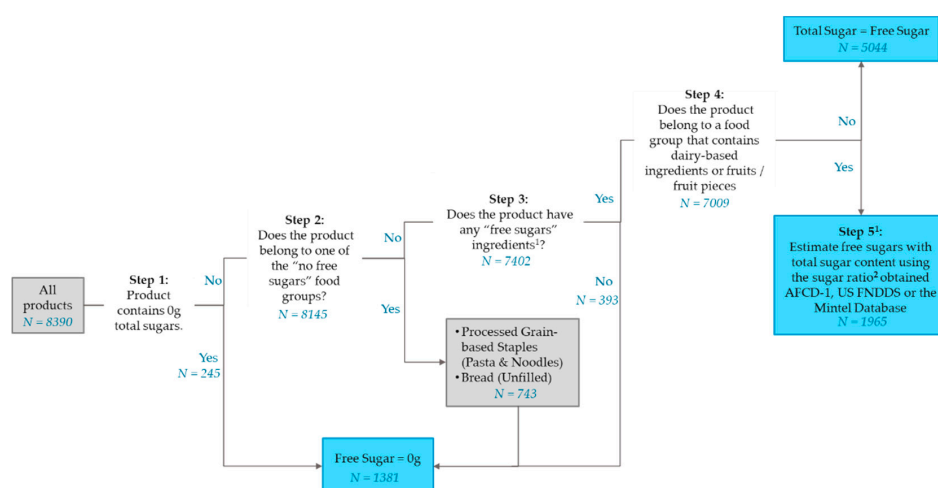 All
products
N = 8390
Step 1:
Product
contains 0g
total sugars.
No
Yes
N = 245
Step 2:
Does the product
belong to one of
the “no free
sugars” food
groups?
N = 8145
No
Yes
•Processed Grain-
based Staples
(Pasta & Noodles)
•Bread (Unfilled)
N = 743
Free Sugar = 0g
N = 1381
Step 3:
Does the product have
any “free sugars”
ingredients¹?
N = 7402
Yes
No
N = 393
Step 4:
Does the product
belong to a food
group that contains
dairy-based
ingredients or fruits /
fruit pieces
N = 7009
No
Yes
Total Sugar = Free Sugar
N = 5044
Step 5¹:
Estimate free sugars with
total sugar content using
the sugar ratio² obtained
AFCD-1, US FNDDS or the
Mintel Database
N = 1965